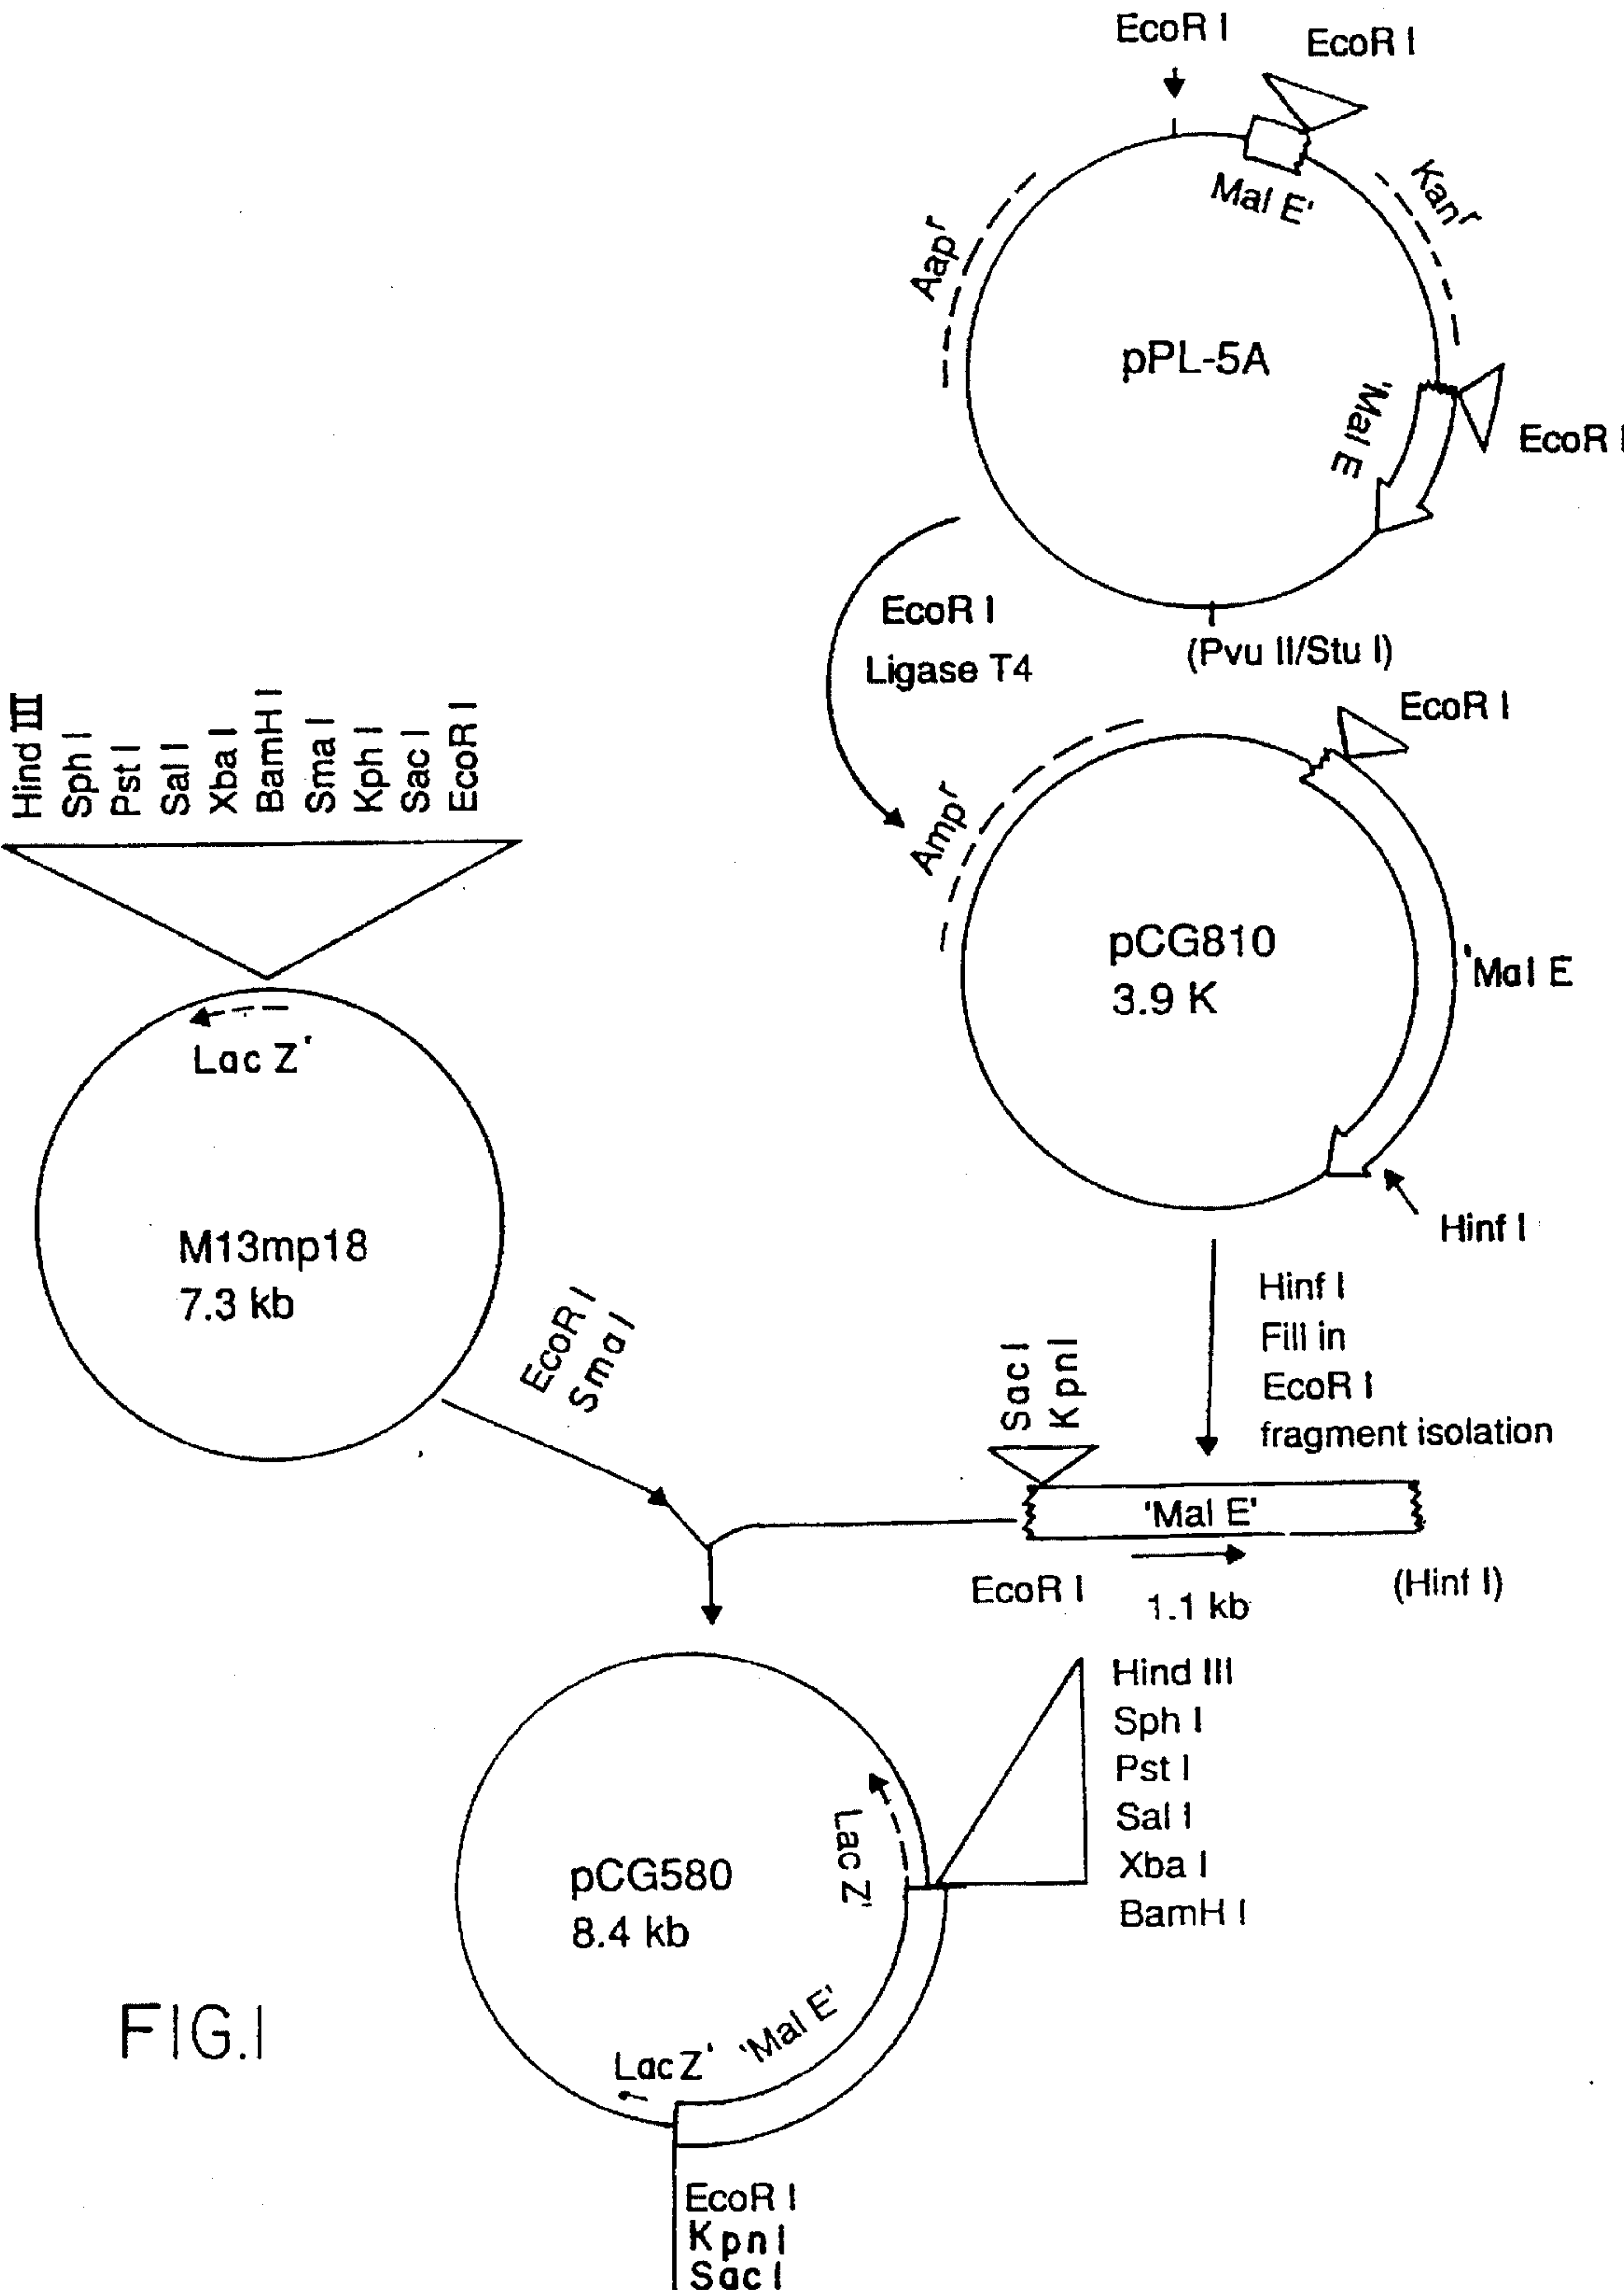 EcoR I
EcoR I
Mal E'
Kanʳ
Aapʳ
pPL-5A
'Mal E
EcoR I
EcoR I
Ligase T4
(Pvu II/Stu I)
Hind III
Sph I
Pst I
Sal I
Xba I
BamH I
Sma I
Kph I
Sac I
EcoR I
EcoR I
Ampʳ
pCG810
3.9 K
'Mal E
Lac Z'
Hinf I
M13mp18
7.3 kb
EcoR I
Sma I
Hinf I
Fill in
EcoR I
fragment isolation
Sac I
Kpn I
'Mal E'
EcoR I
1.1 kb
(Hinf I)
Hind III
Sph I
Pst I
Sal I
Xba I
BamH I
Lac Z'
pCG580
8.4 kb
'Mal E'
Lac Z'
FIG.1
EcoR I
Kpn I
Sac I